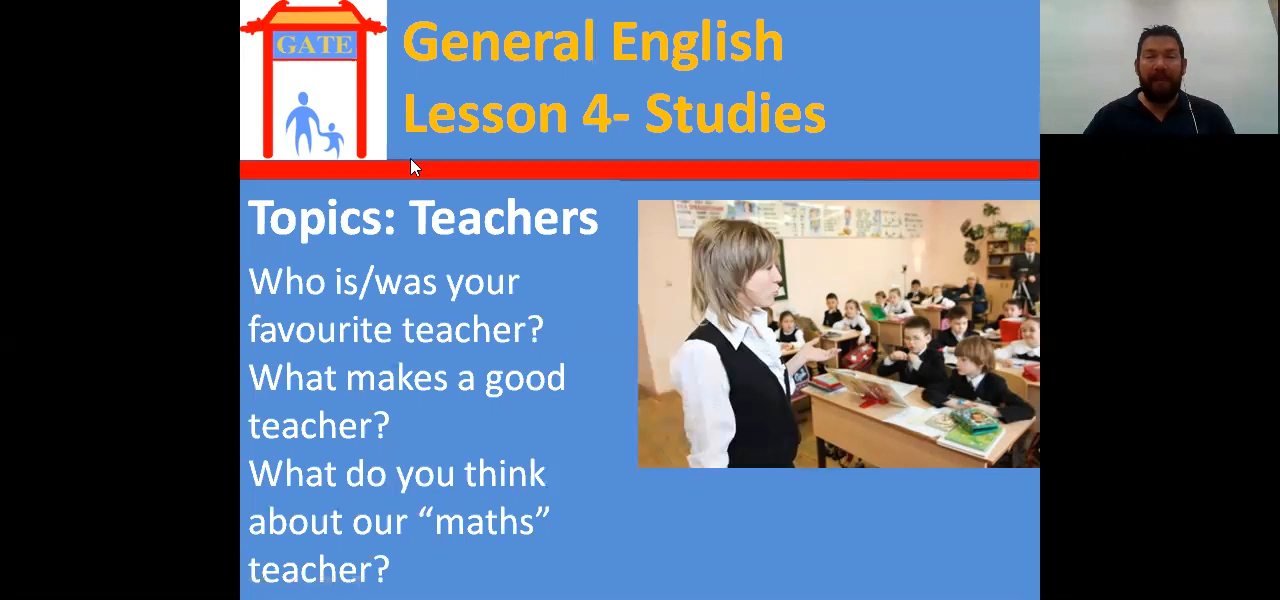 GATE
General English
Lesson 4- Studies
Topics: Teachers
Who is/was your
favourite teacher?
What makes a good
teacher?
What do you think
about our “maths”
teacher?